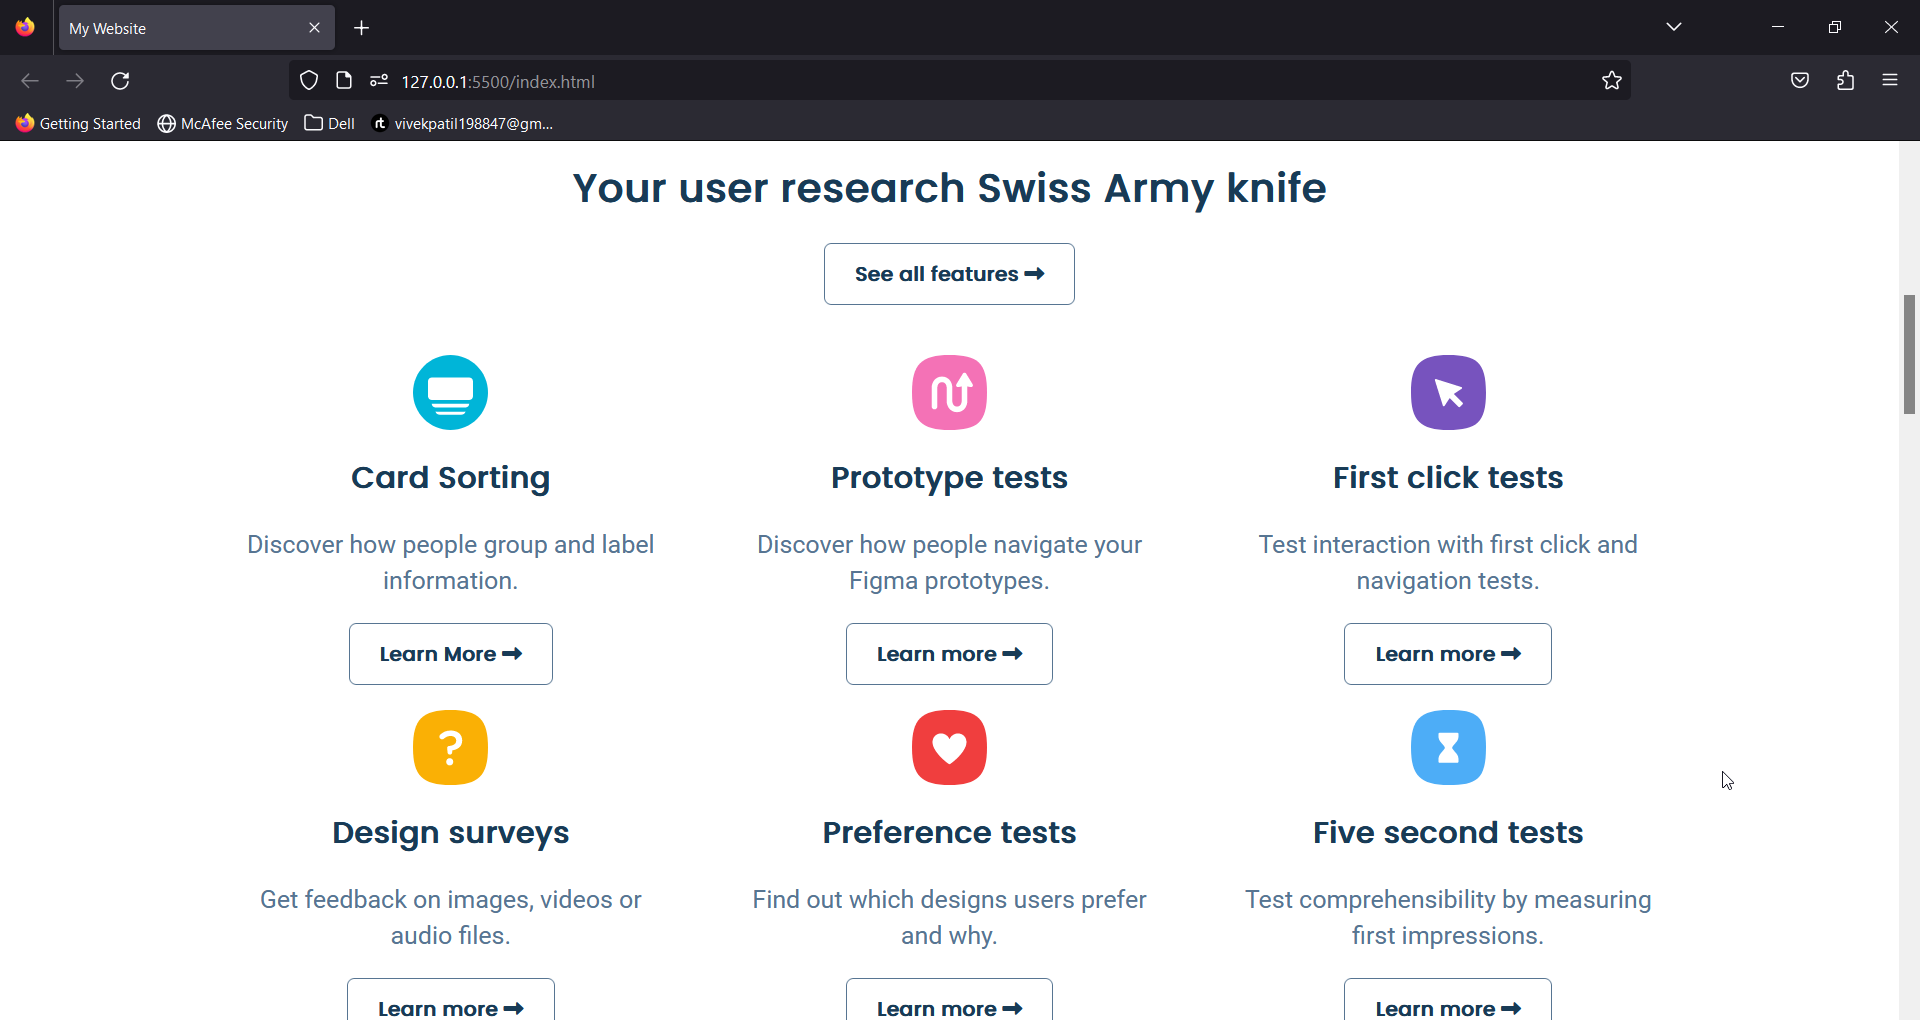 My Website
127.0.0.1:5500/index.html
Getting Started McAfee Security Dell rt vivekpatil198847@gm...
Your user research Swiss Army knife
See all features ➞
Card Sorting Prototype tests First click tests
Discover how people group and label Discover how people navigate your Test interaction with first click and
information. Figma prototypes. navigation tests.
Learn More ➞ Learn more ➞ Learn more ➞
?
Design surveys Preference tests Five second tests
Get feedback on images, videos or Find out which designs users prefer Test comprehensibility by measuring
audio files. and why. first impressions.
Learn more ➞ Learn more ➞ Learn more ➞